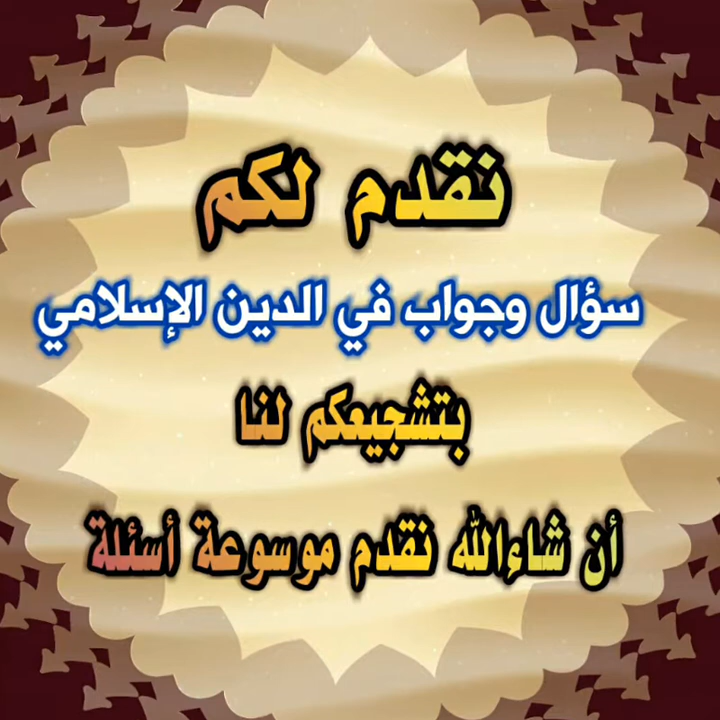 نقدم لكم
سؤال وجواب في الدين الإسلامي
بتشجيعكم لنا
أن شاءالله نقدم موسوعة أسئلة